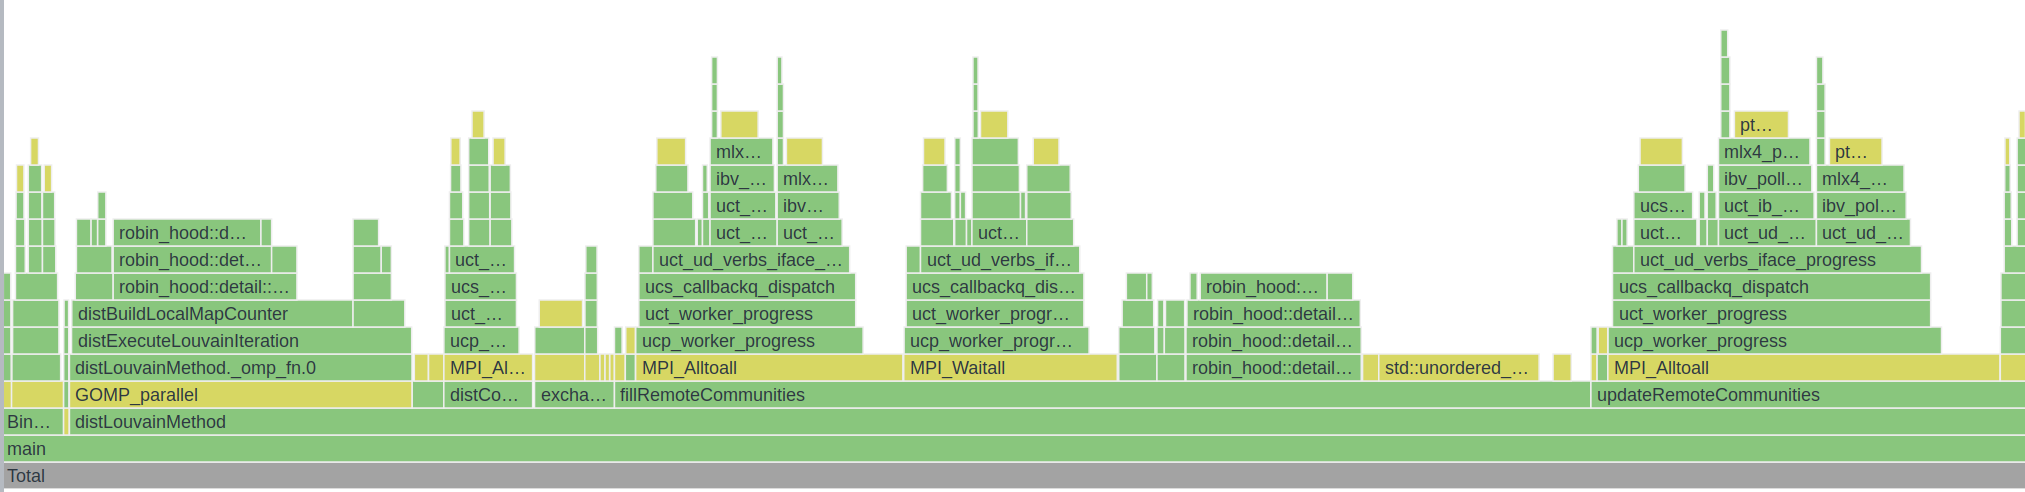 pt…
mlx… mlx4_p… pt…
ibv_… mlx… ibv_poll… mlx4_…
uct_… ibv… ucs… uct_ib_… ibv_pol…
robin_hood::d… uct_… uct_… uct… uct… uct_ud_… uct_ud_…
robin_hood::det… uct_… uct_ud_verbs_iface_… uct_ud_verbs_if… uct_ud_verbs_iface_progress
robin_hood::detail::… ucs_… ucs_callbackq_dispatch ucs_callbackq_dis… robin_hood:… ucs_callbackq_dispatch
distBuildLocalMapCounter uct_… uct_worker_progress uct_worker_progr… robin_hood::detail… uct_worker_progress
distExecuteLouvainIteration ucp_… ucp_worker_progress ucp_worker_progr… robin_hood::detail… ucp_worker_progress
distLouvainMethod._omp_fn.0 MPI_Al… MPI_Alltoall MPI_Waitall robin_hood::detail… std::unordered_… MPI_Alltoall
GOMP_parallel distCo… excha… fillRemoteCommunities updateRemoteCommunities
Bin… distLouvainMethod
main
Total